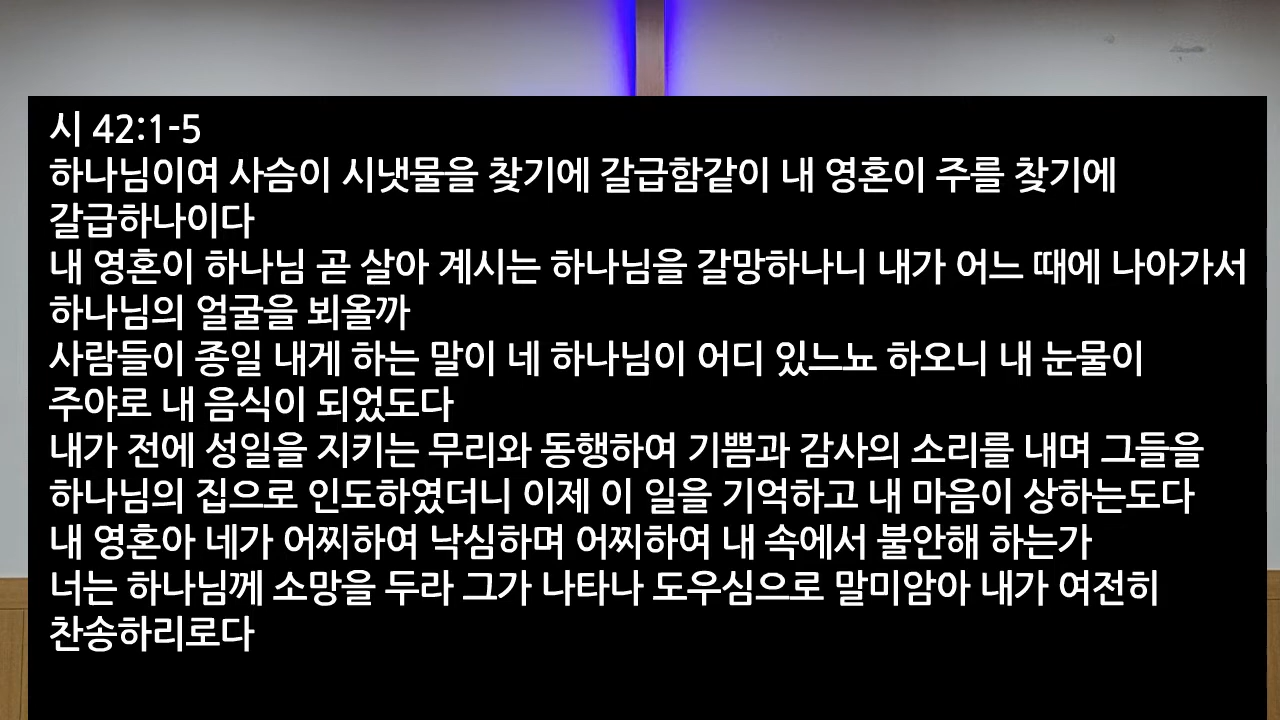 시 42:1-5
하나님이여 사슴이 시냇물을 찾기에 갈급함같이 내 영혼이 주를 찾기에
갈급하나이다
내 영혼이 하나님 곧 살아 계시는 하나님을 갈망하나니 내가 어느 때에 나아가서
하나님의 얼굴을 뵈올까
사람들이 종일 내게 하는 말이 네 하나님이 어디 있느뇨 하오니 내 눈물이
주야로 내 음식이 되었도다
내가 전에 성일을 지키는 무리와 동행하여 기쁨과 감사의 소리를 내며 그들을
하나님의 집으로 인도하였더니 이제 이 일을 기억하고 내 마음이 상하는도다
내 영혼아 네가 어찌하여 낙심하며 어찌하여 내 속에서 불안해 하는가
너는 하나님께 소망을 두라 그가 나타나 도우심으로 말미암아 내가 여전히
찬송하리로다